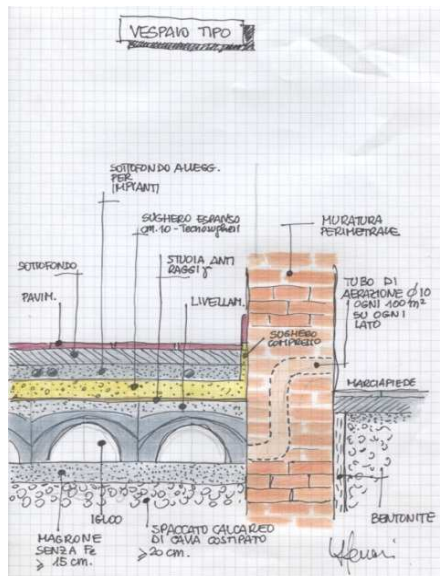 VESPAIO TIPO
SOTTOFONDO ALLEGG.
PER
IMPIANTI
SUGHERO ESPANSO
cm. 10 - Tecnosugheri
STUOIA ANTI
RAGGI γ
SOTTOFONDO
PAVIM.
LIVELLAM.
MURATURA
PERIMETRALE
TUBO DI
AERAZIONE ϕ10
OGNI 100 m²
SU OGNI
LATO
SUGHERO
COMPRESSO
MARCIAPIEDE
BENTONITE
IGLOO
MAGRONE
SENZA Fe
≥ 15 cm.
SPACCATO CALCAREO
DI CAVA COSTIPATO
≥ 20 cm.